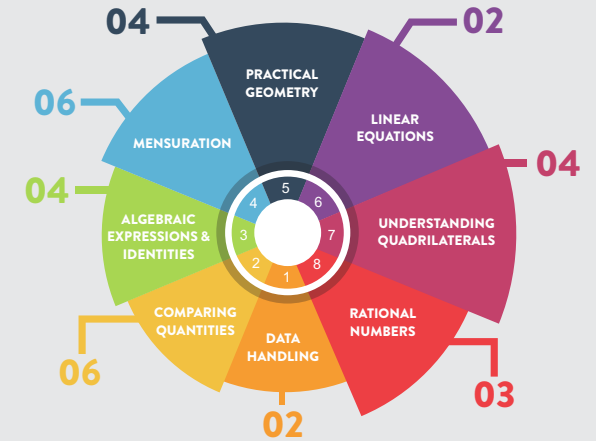 04
02
PRACTICAL
GEOMETRY
LINEAR
EQUATIONS
06
MENSURATION
04
04
ALGEBRAIC
EXPRESSIONS &
IDENTITIES
UNDERSTANDING
QUADRILATERALS
5
4
6
3
7
2
8
1
COMPARING
QUANTITIES
RATIONAL
NUMBERS
DATA
HANDLING
06
03
02